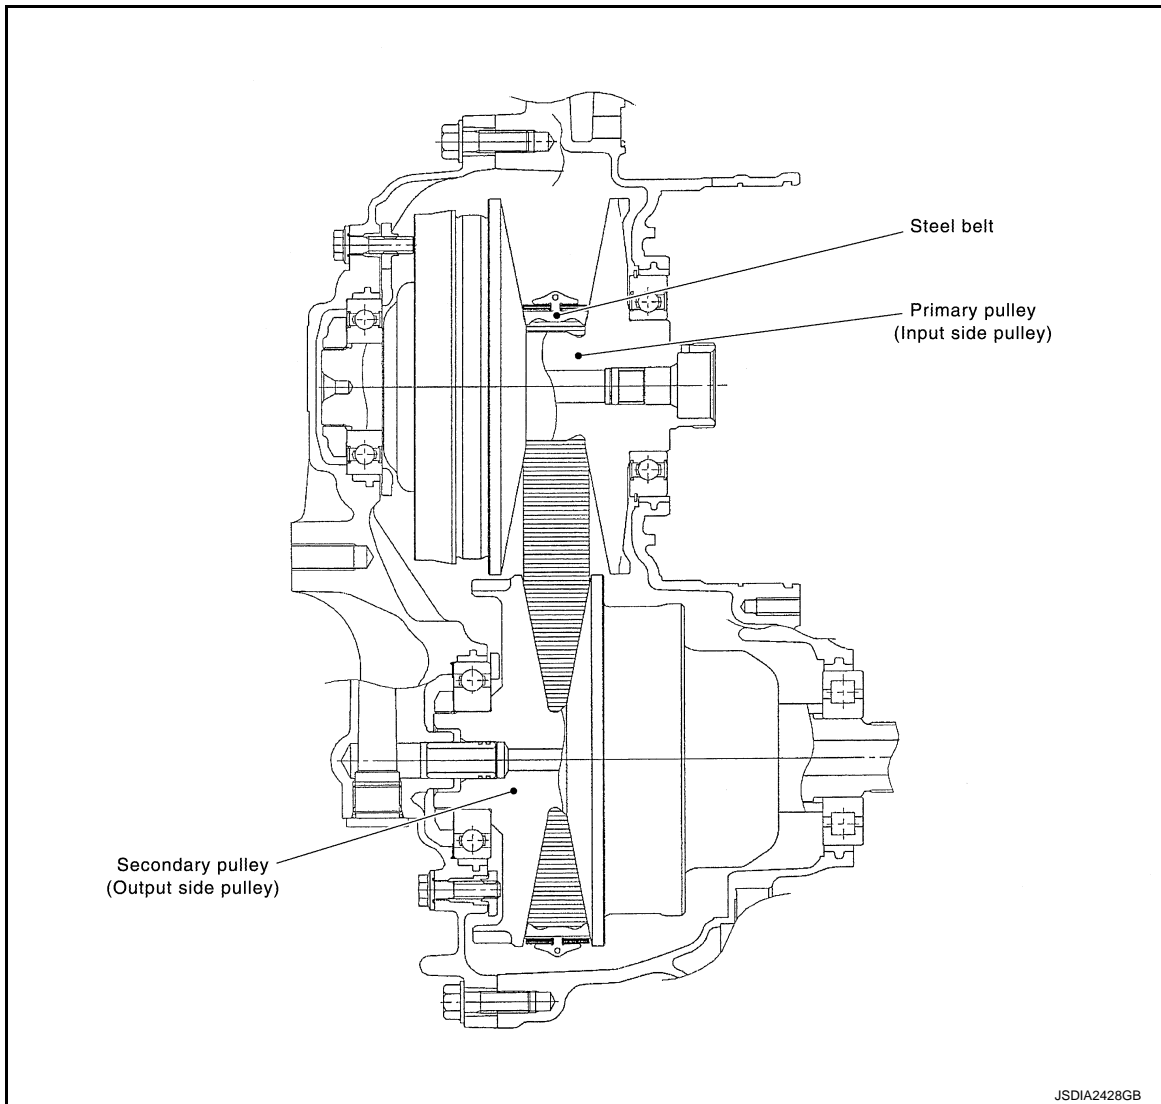 Steel belt
Primary pulley
(Input side pulley)
Secondary pulley
(Output side pulley)
JSDIA2428GB